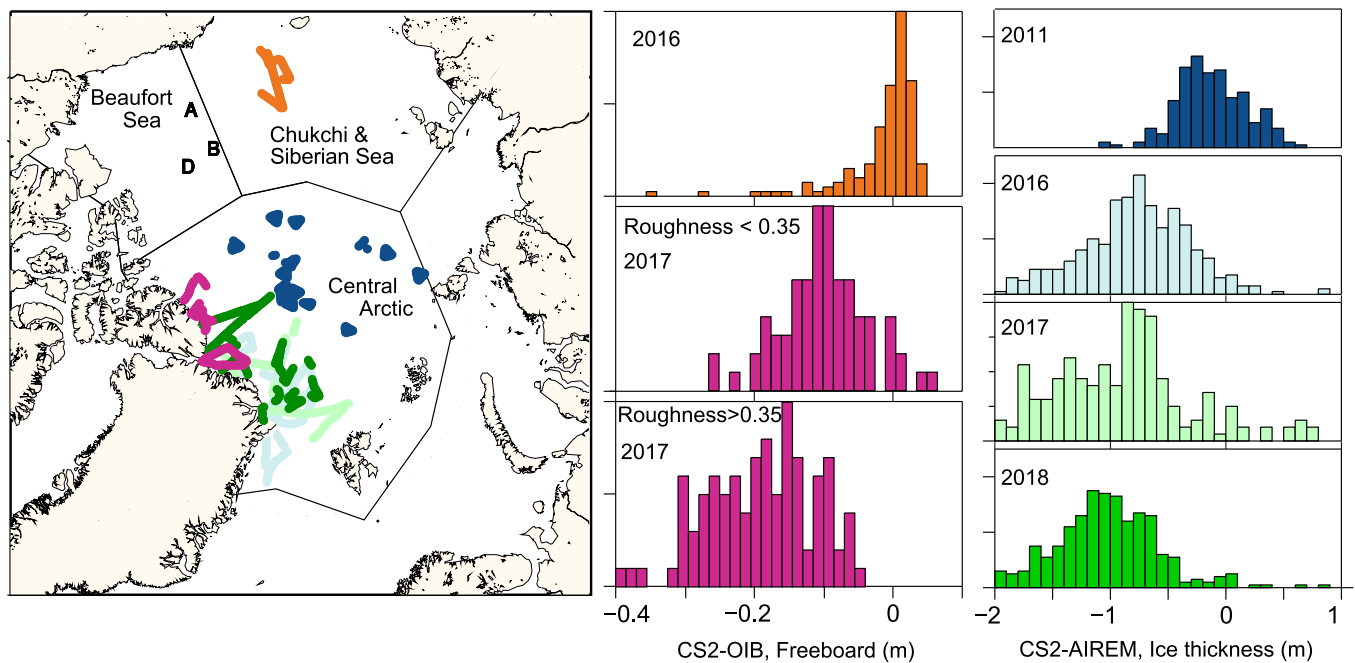 Beaufort
Sea
A
B
D
Chukchi &
Siberian Sea
Central
Arctic
2016
Roughness < 0.35
2017
Roughness>0.35
2017
−0.4
−0.2
0
CS2-OIB, Freeboard (m)
2011
2016
2017
2018
−2
−1
0
1
CS2-AIREM, Ice thickness (m)